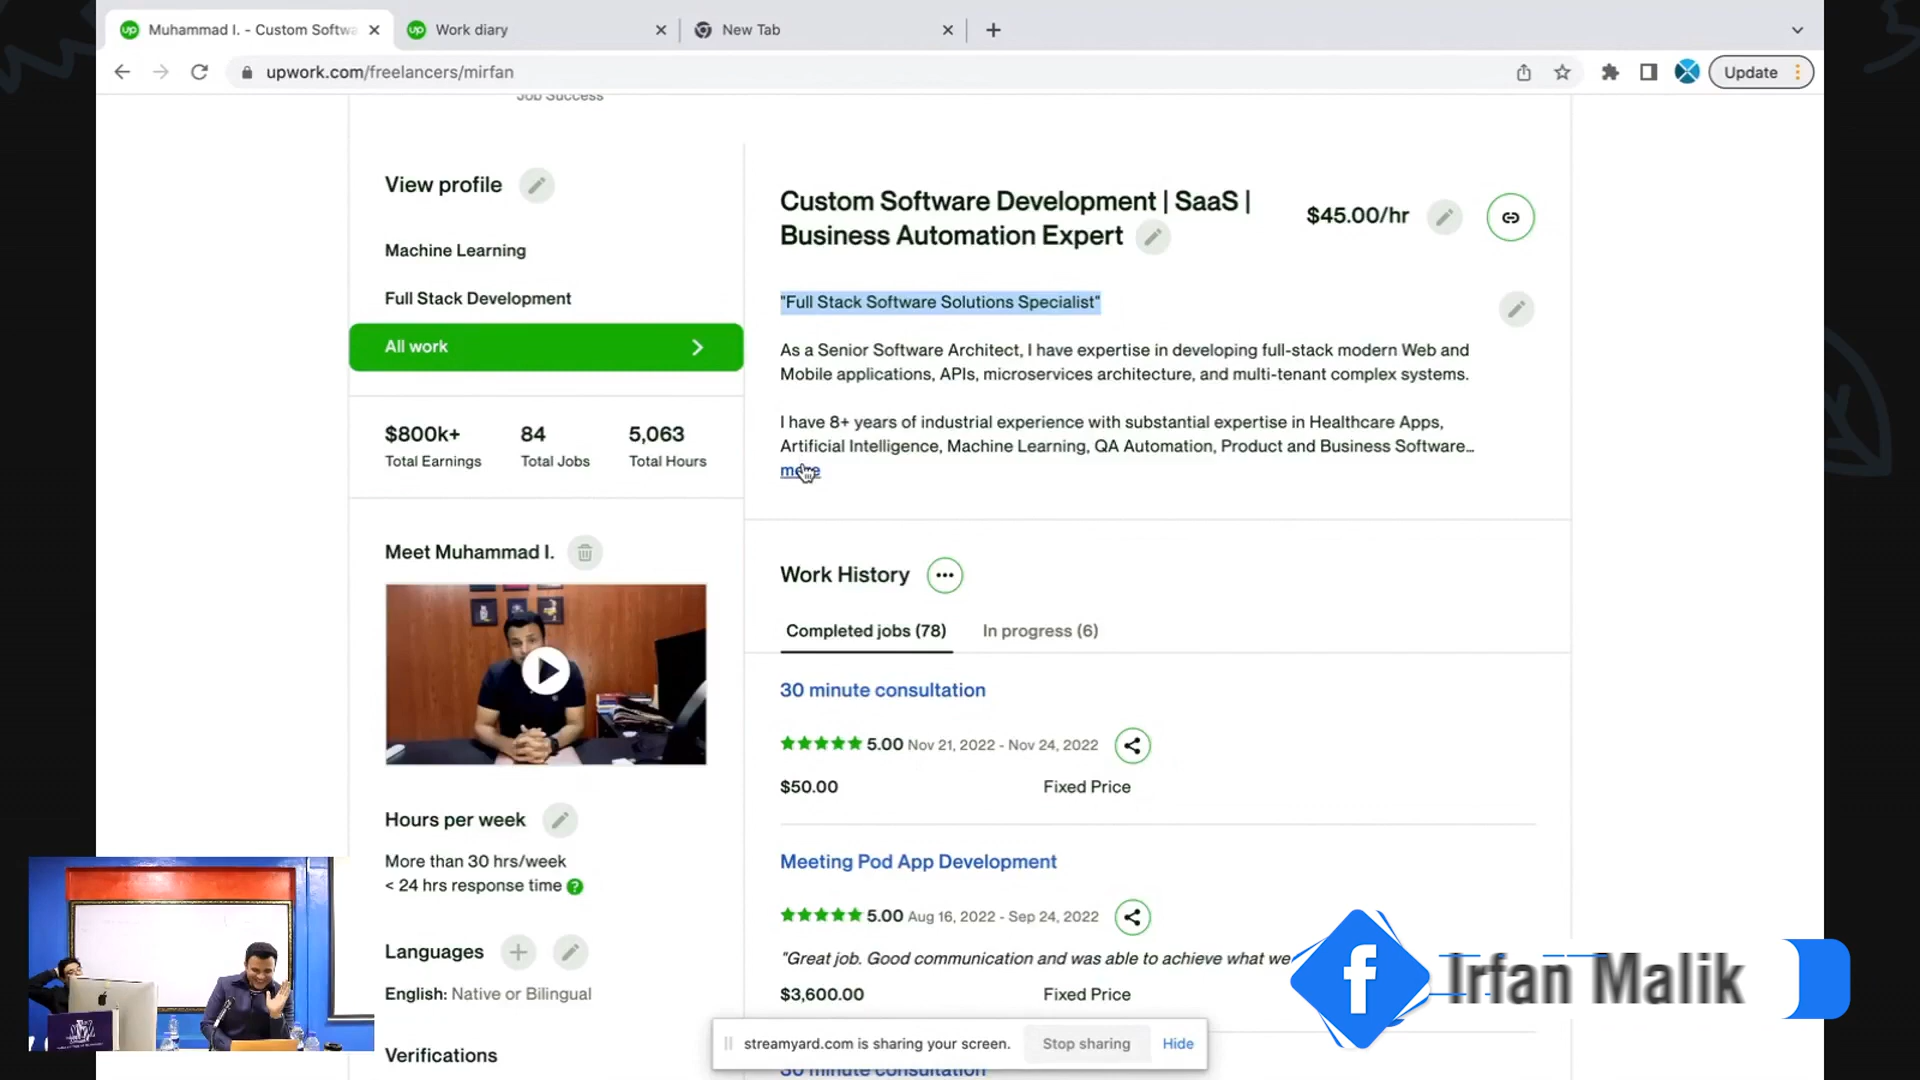 Muhammad I. - Custom Softwa
Work diary
New Tab
upwork.com/freelancers/mirfan
Update
Job Success
View profile
Machine Learning
Full Stack Development
All work
$800k+
84
5,063
Total Earnings
Total Jobs
Total Hours
Meet Muhammad I.
Hours per week
More than 30 hrs/week
< 24 hrs response time
Languages
English: Native or Bilingual
Verifications
Custom Software Development | SaaS |
Business Automation Expert
$45.00/hr
"Full Stack Software Solutions Specialist"
As a Senior Software Architect, I have expertise in developing full-stack modern Web and
Mobile applications, APIs, microservices architecture, and multi-tenant complex systems.
I have 8+ years of industrial experience with substantial expertise in Healthcare Apps,
Artificial Intelligence, Machine Learning, QA Automation, Product and Business Software…
more
Work History
Completed jobs (78)
In progress (6)
30 minute consultation
5.00 Nov 21, 2022 - Nov 24, 2022
$50.00
Fixed Price
Meeting Pod App Development
5.00 Aug 16, 2022 - Sep 24, 2022
"Great job. Good communication and was able to achieve what we
$3,600.00
Fixed Price
Irfan Malik
streamyard.com is sharing your screen.
Stop sharing
Hide
30 minute consultation